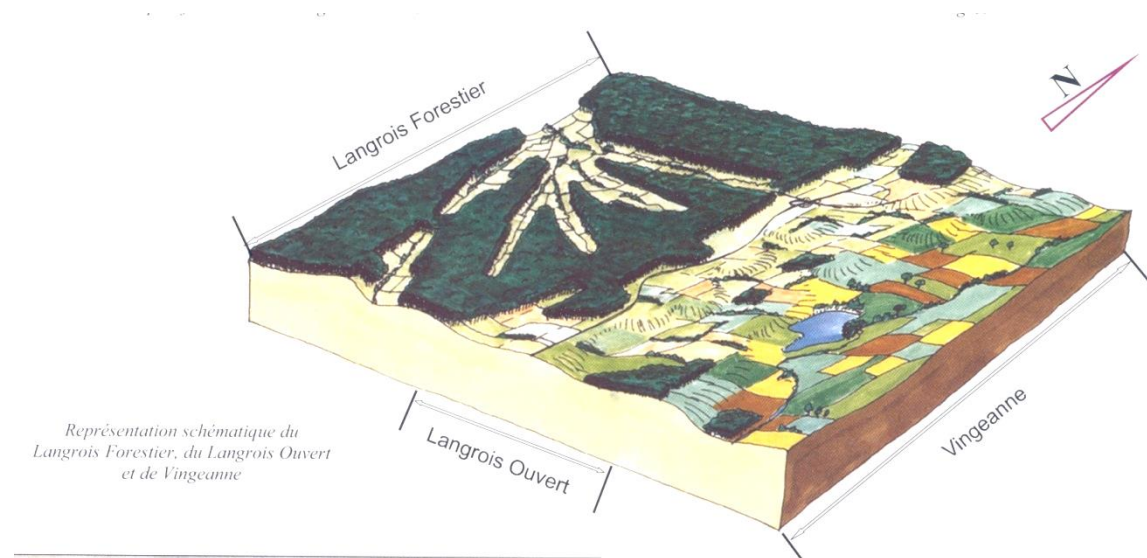 Langrois Forestier
N
Langrois Ouvert
Vingeanne
Représentation schématique du
Langrois Forestier, du Langrois Ouvert
et de Vingeanne